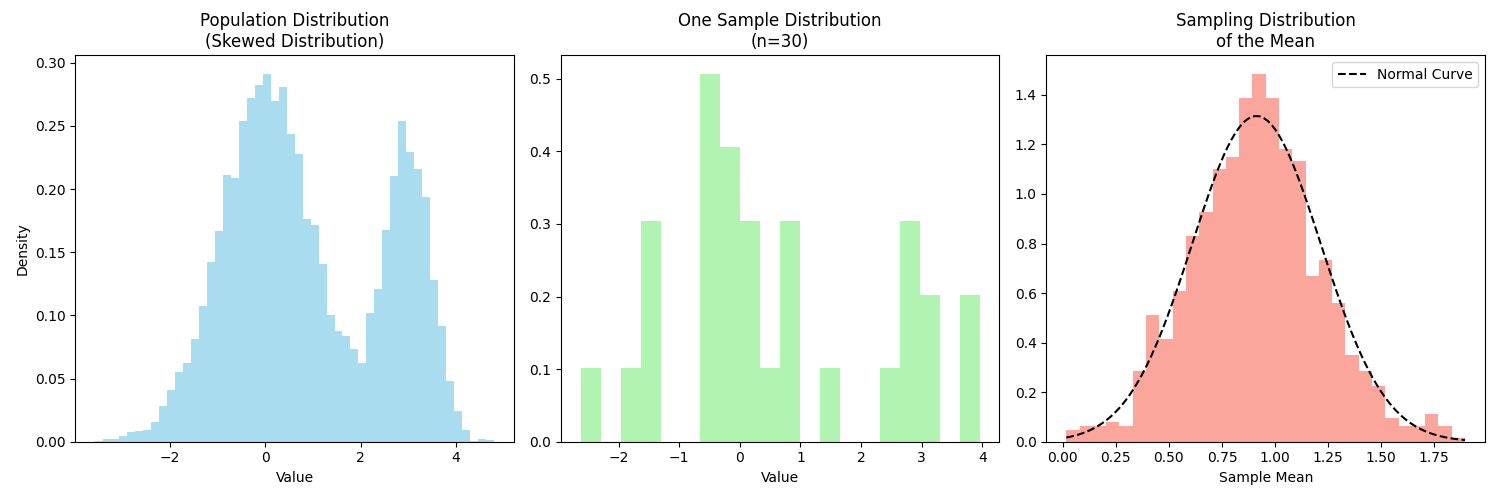 Population Distribution
(Skewed Distribution)
Density
0.30
0.25
0.20
0.15
0.10
0.05
0.00
−2 0 2 4
Value
One Sample Distribution
(n=30)
0.5
0.4
0.3
0.2
0.1
0.0
−2 −1 0 1 2 3 4
Value
Sampling Distribution
of the Mean
Normal Curve
1.4
1.2
1.0
0.8
0.6
0.4
0.2
0.0
0.00 0.25 0.50 0.75 1.00 1.25 1.50 1.75
Sample Mean